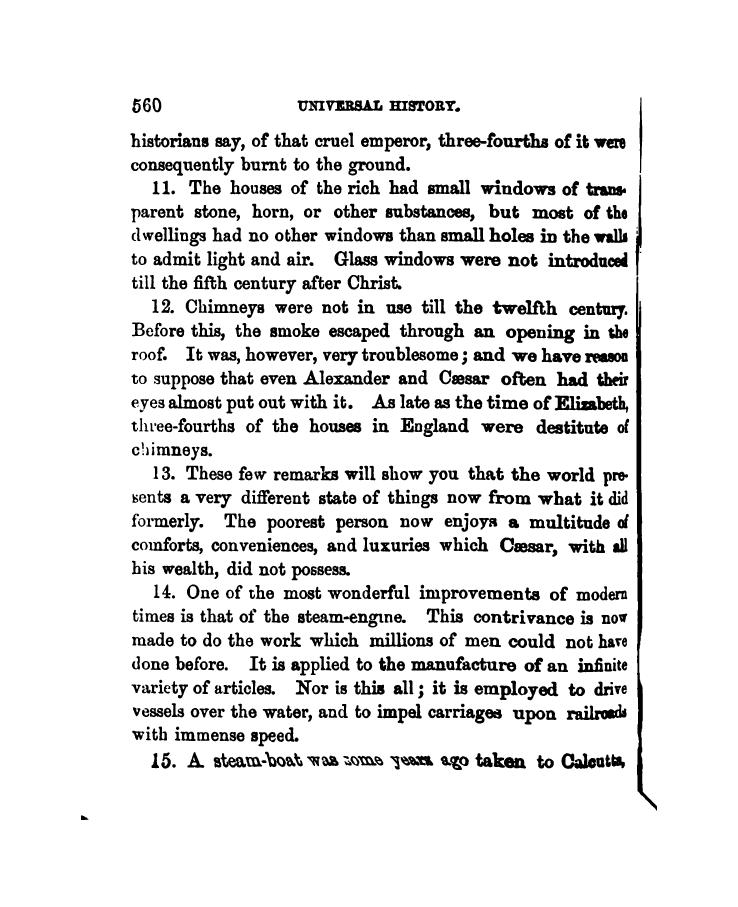 560 UNIVERSAL HISTORY.
historians say, of that cruel emperor, three-fourths of it were
consequently burnt to the ground.
11. The houses of the rich had small windows of trans-
parent stone, horn, or other substances, but most of the
dwellings had no other windows than small holes in the walls
to admit light and air. Glass windows were not introduced
till the fifth century after Christ.
12. Chimneys were not in use till the twelfth century.
Before this, the smoke escaped through an opening in the
roof. It was, however, very troublesome; and we have reason
to suppose that even Alexander and Cæsar often had their
eyes almost put out with it. As late as the time of Elizabeth,
three-fourths of the houses in England were destitute of
chimneys.
13. These few remarks will show you that the world pre-
sents a very different state of things now from what it did
formerly. The poorest person now enjoys a multitude of
comforts, conveniences, and luxuries which Cæsar, with all
his wealth, did not possess.
14. One of the most wonderful improvements of modern
times is that of the steam-engine. This contrivance is now
made to do the work which millions of men could not have
done before. It is applied to the manufacture of an infinite
variety of articles. Nor is this all; it is employed to drive
vessels over the water, and to impel carriages upon railroads
with immense speed.
15. A steam-boat was some years ago taken to Calcutta,